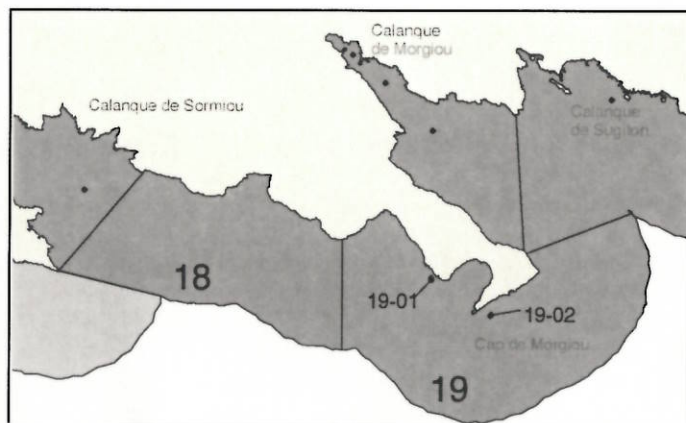 Calanque
de Morgiou
Calanque de Sormiou
Calanque
de Sugiton
18
19-01
19-02
Cap de Morgiou
19